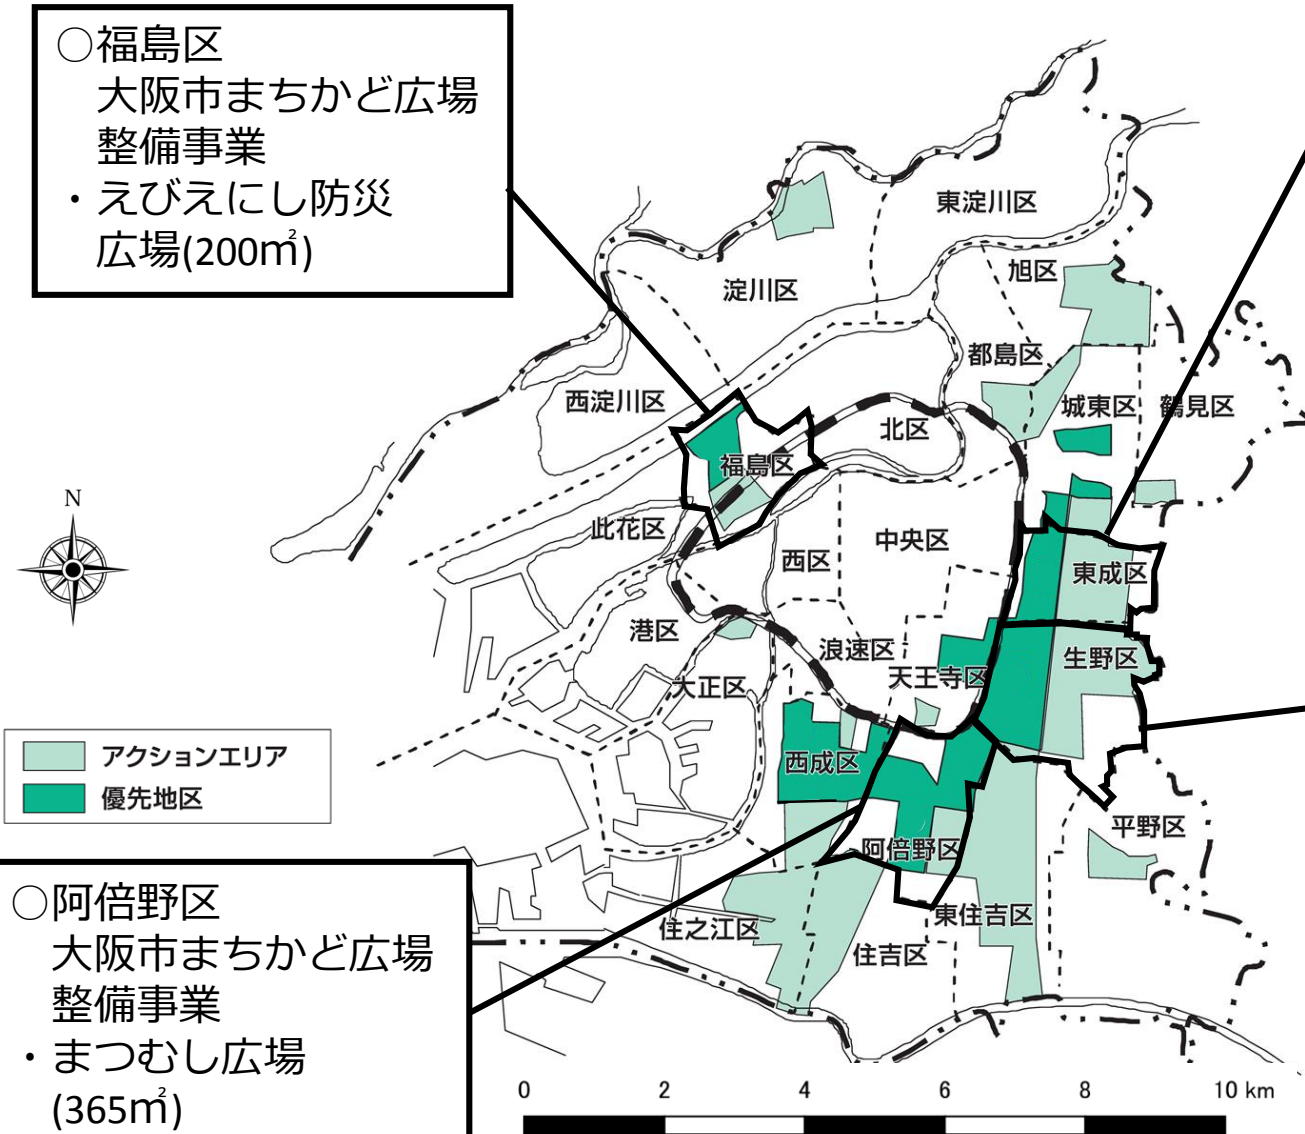 ○福島区
大阪市まちかど広場
整備事業
・えびえにし防災
広場(200㎡)
東淀川区
旭区
淀川区
都島区
西淀川区
城東区
鶴見区
北区
福島区
N
此花区
中央区
西区
東成区
港区
浪速区
生野区
天王寺区
大正区
アクションエリア
優先地区
西成区
平野区
阿倍野区
東住吉区
住之江区
住吉区
○阿倍野区
大阪市まちかど広場
整備事業
・まつむし広場
(365㎡)
0 2 4 6 8 10 km